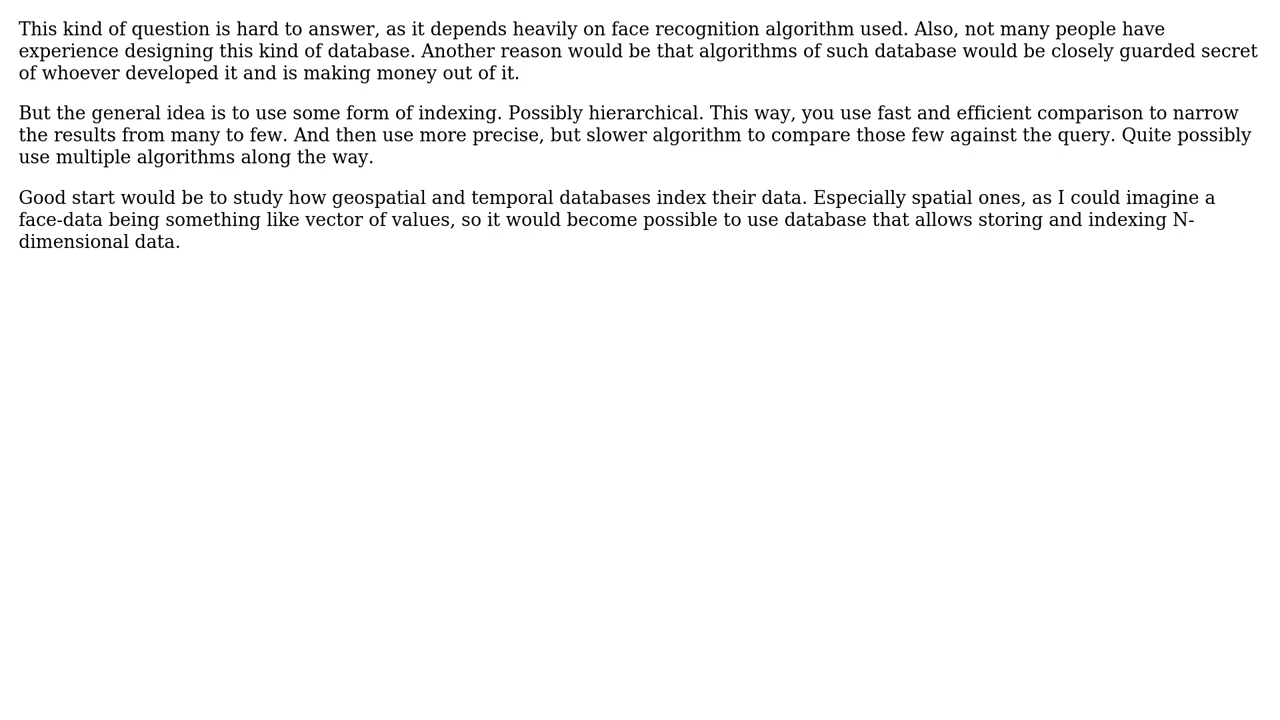 This kind of question is hard to answer, as it depends heavily on face recognition algorithm used. Also, not many people have
experience designing this kind of database. Another reason would be that algorithms of such database would be closely guarded secret
of whoever developed it and is making money out of it.
But the general idea is to use some form of indexing. Possibly hierarchical. This way, you use fast and efficient comparison to narrow
the results from many to few. And then use more precise, but slower algorithm to compare those few against the query. Quite possibly
use multiple algorithms along the way.
Good start would be to study how geospatial and temporal databases index their data. Especially spatial ones, as I could imagine a
face-data being something like vector of values, so it would become possible to use database that allows storing and indexing N-
dimensional data.